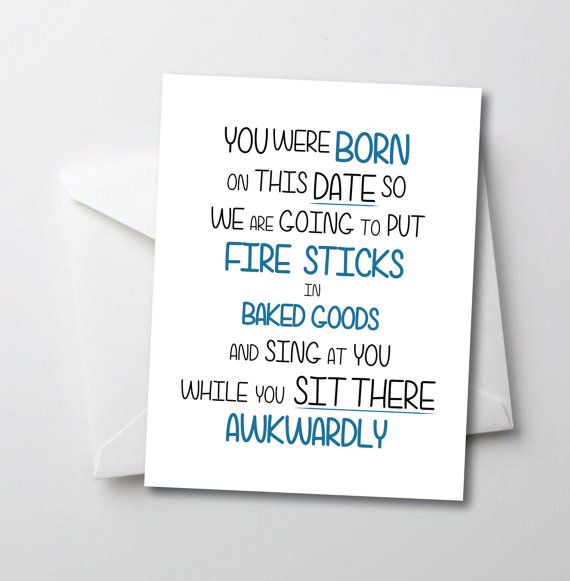 YOU WERE BORN
ON THIS DATE SO
WE ARE GOING TO PUT
FIRE STICKS
IN
BAKED GOODS
AND SING AT YOU
WHILE YOU SIT THERE
AWKWARDLY